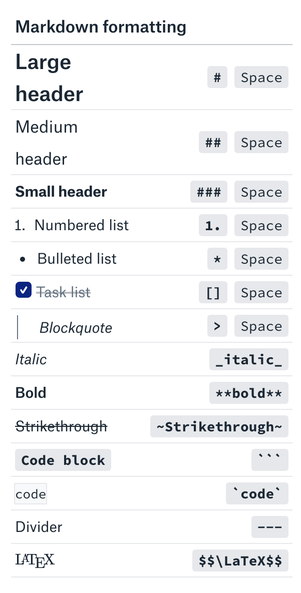 Markdown formatting
Large
header
# Space
Medium
header
## Space
Small header ### Space
1. Numbered list 1. Space
• Bulleted list * Space
Task list [] Space
Blockquote > Space
Italic _italic_
Bold **bold**
Strikethrough ~Strikethrough~
Code block ```
code `code`
Divider ---
LATEX $$\LaTeX$$